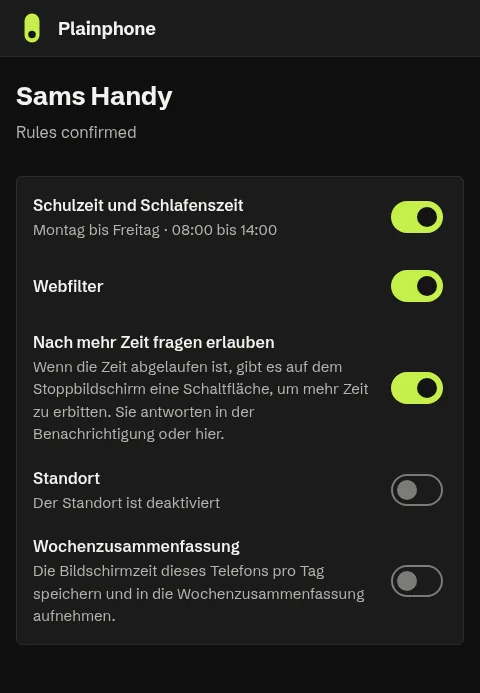 Plainphone
Sams Handy
Rules confirmed
Schulzeit und Schlafenszeit
Montag bis Freitag · 08:00 bis 14:00
Webfilter
Nach mehr Zeit fragen erlauben
Wenn die Zeit abgelaufen ist, gibt es auf dem
Stoppbildschirm eine Schaltfläche, um mehr Zeit
zu erbitten. Sie antworten in der
Benachrichtigung oder hier.
Standort
Der Standort ist deaktiviert
Wochenzusammenfassung
Die Bildschirmzeit dieses Telefons pro Tag
speichern und in die Wochenzusammenfassung
aufnehmen.